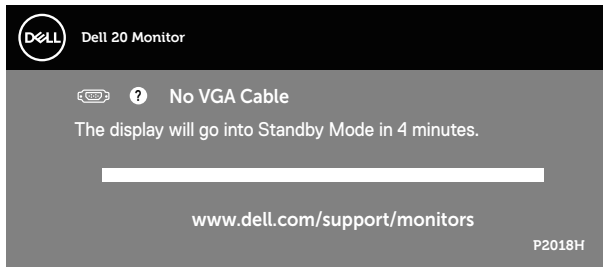 DELL
Dell 20 Monitor
? No VGA Cable
The display will go into Standby Mode in 4 minutes.
www.dell.com/support/monitors
P2018H